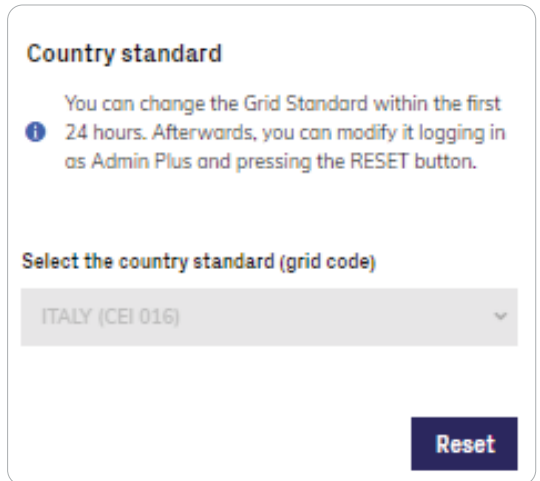 Country standard
You can change the Grid Standard within the first
24 hours. Afterwards, you can modify it logging in
as Admin Plus and pressing the RESET button.
Select the country standard (grid code)
ITALY (CEI 016)
Reset